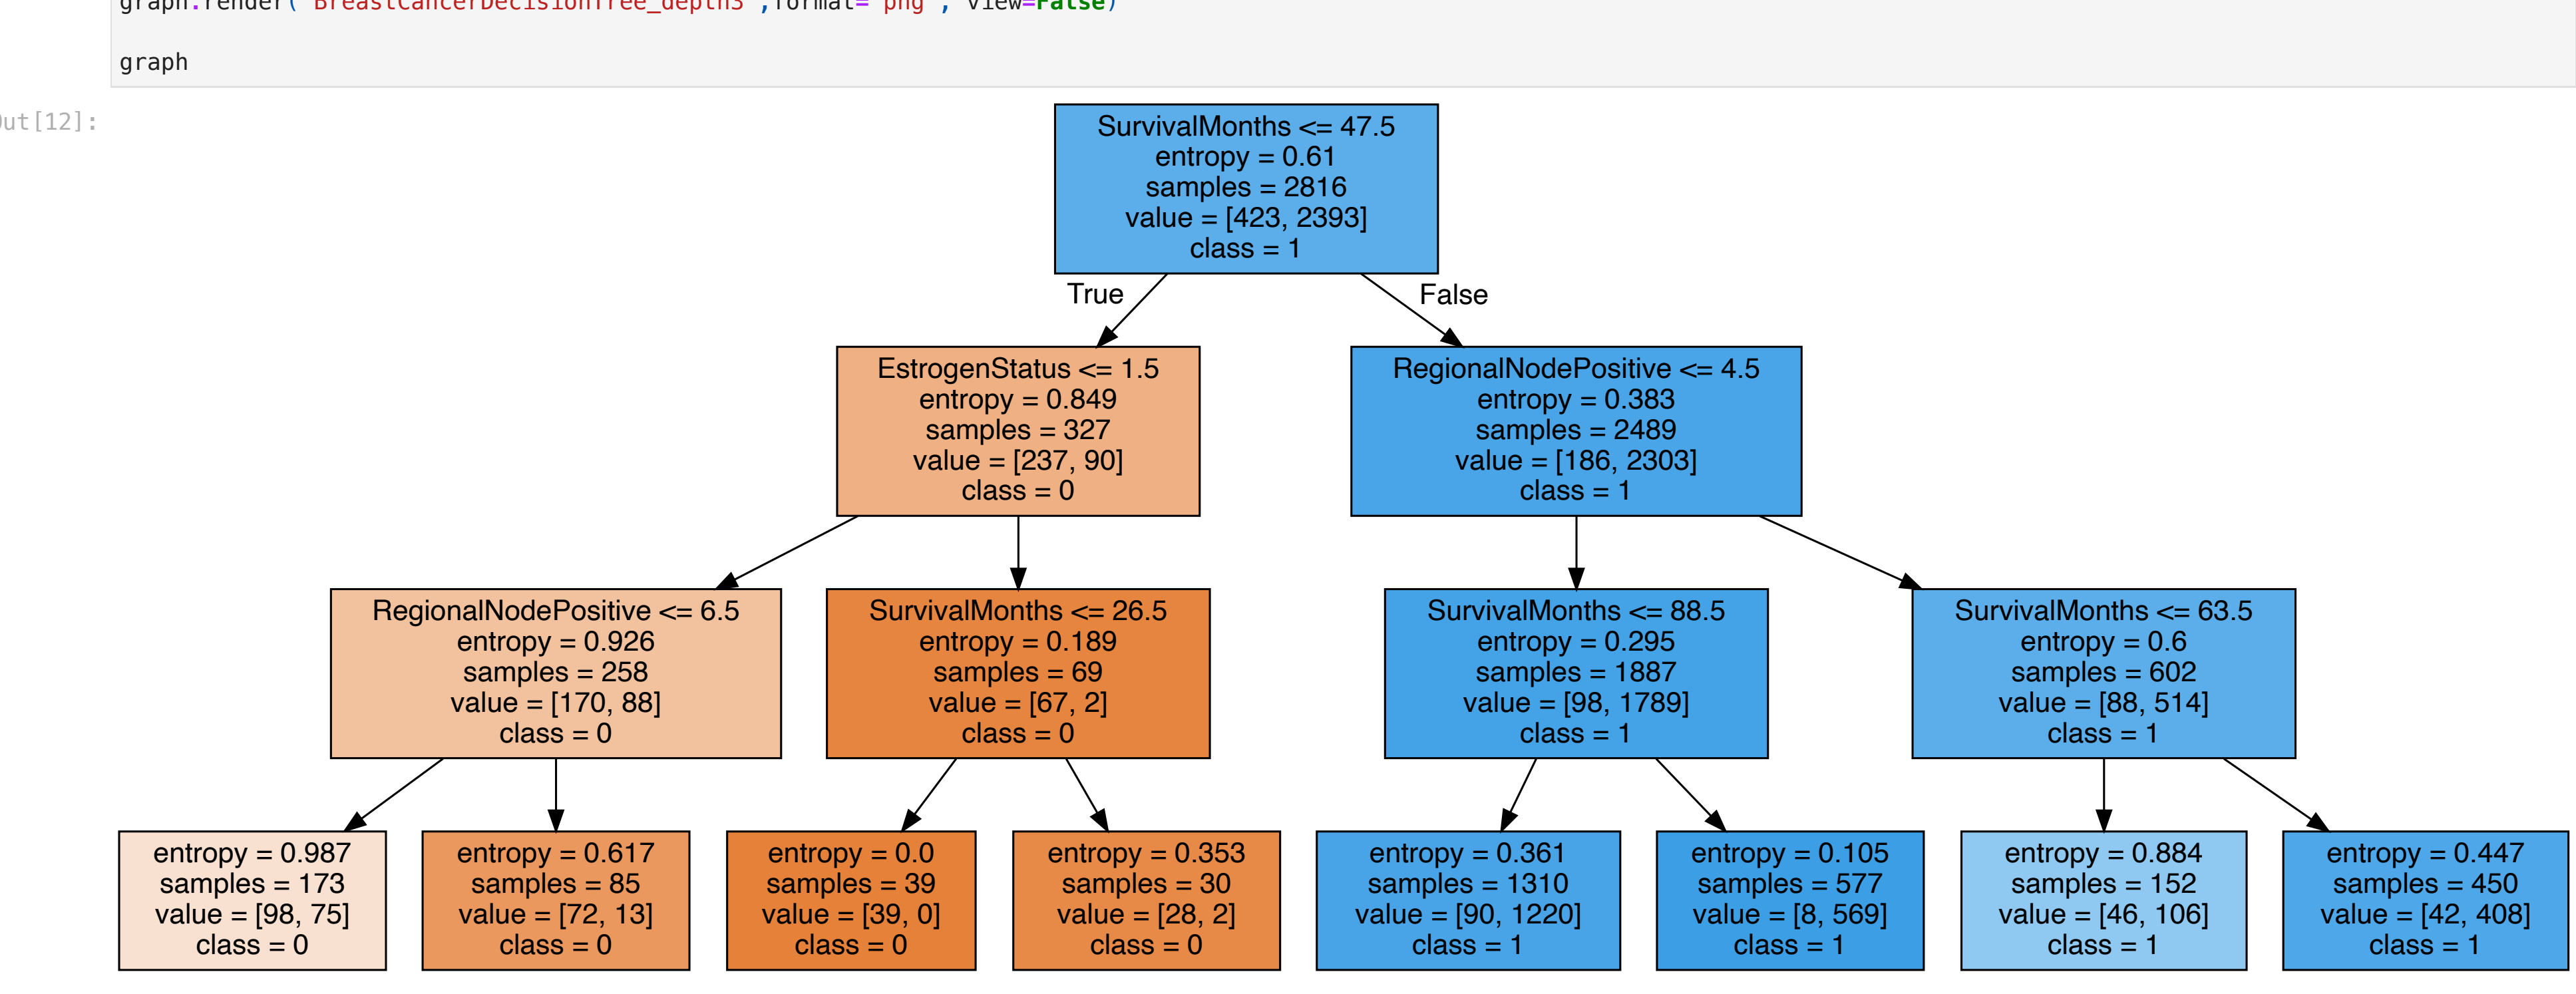 graph.render("BreastCancerDecisionTree_depth3",format="png", view=False)
graph
Out[12]:
SurvivalMonths <= 47.5
entropy = 0.61
samples = 2816
value = [423, 2393]
class = 1
True
False
EstrogenStatus <= 1.5
entropy = 0.849
samples = 327
value = [237, 90]
class = 0
RegionalNodePositive <= 4.5
entropy = 0.383
samples = 2489
value = [186, 2303]
class = 1
RegionalNodePositive <= 6.5
entropy = 0.926
samples = 258
value = [170, 88]
class = 0
SurvivalMonths <= 26.5
entropy = 0.189
samples = 69
value = [67, 2]
class = 0
SurvivalMonths <= 88.5
entropy = 0.295
samples = 1887
value = [98, 1789]
class = 1
SurvivalMonths <= 63.5
entropy = 0.6
samples = 602
value = [88, 514]
class = 1
entropy = 0.987
samples = 173
value = [98, 75]
class = 0
entropy = 0.617
samples = 85
value = [72, 13]
class = 0
entropy = 0.0
samples = 39
value = [39, 0]
class = 0
entropy = 0.353
samples = 30
value = [28, 2]
class = 0
entropy = 0.361
samples = 1310
value = [90, 1220]
class = 1
entropy = 0.105
samples = 577
value = [8, 569]
class = 1
entropy = 0.884
samples = 152
value = [46, 106]
class = 1
entropy = 0.447
samples = 450
value = [42, 408]
class = 1